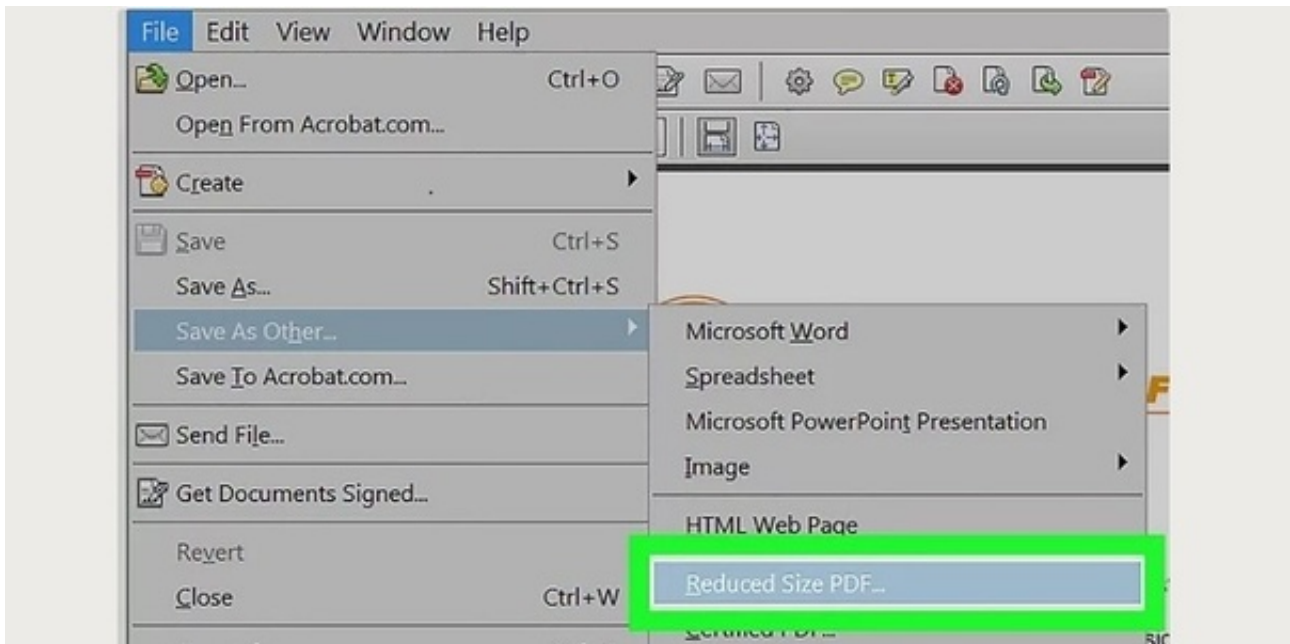 File Edit View Window Help
Open... Ctrl+O
Open From Acrobat.com...
Create
Save Ctrl+S
Save As... Shift+Ctrl+S
Save As Other...
Save To Acrobat.com...
Send File...
Get Documents Signed...
Revert
Close Ctrl+W
Microsoft Word
Spreadsheet
Microsoft PowerPoint Presentation
Image
HTML Web Page
Reduced Size PDF...
Certified PDF...
F